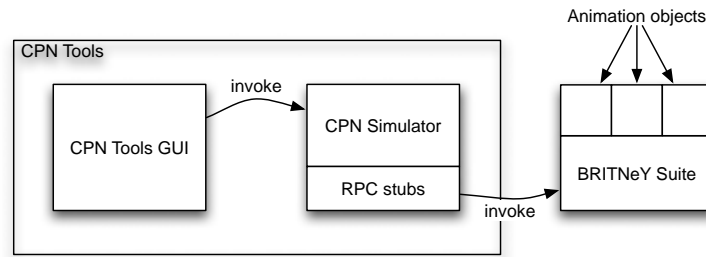 Animation objects
CPN Tools
invoke
CPN Tools GUI
CPN Simulator
RPC stubs
BRITNeY Suite
invoke